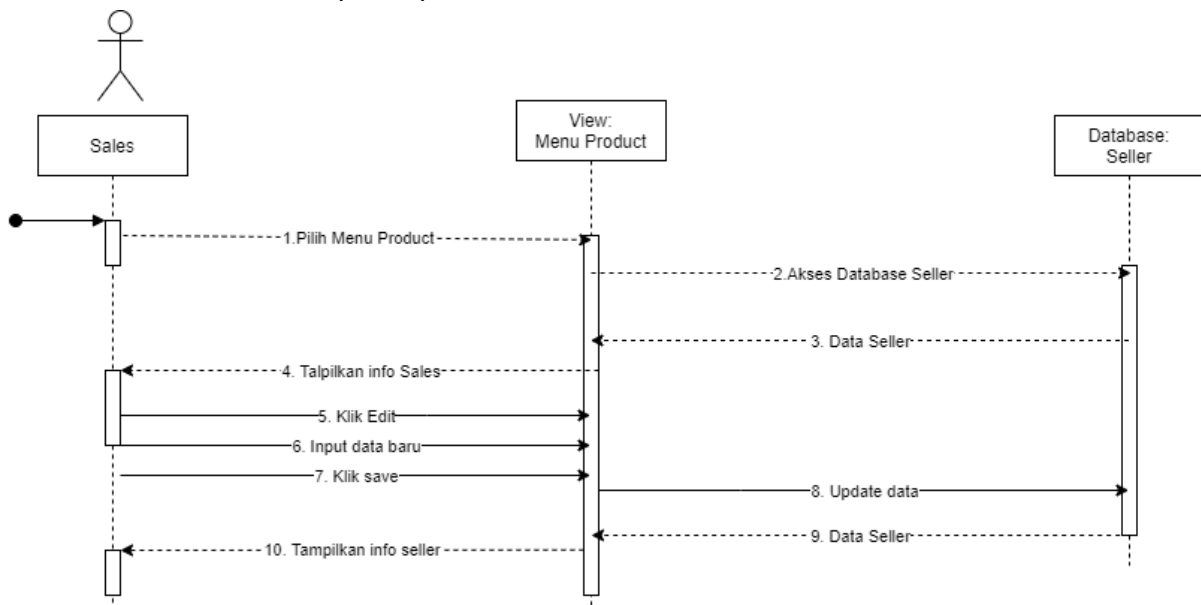 Sales
View:
Menu Product
Database:
Seller
1.Pilih Menu Product
2.Akses Database Seller
3. Data Seller
4. Talpilkan info Sales
5. Klik Edit
6. Input data baru
7. Klik save
8. Update data
9. Data Seller
10. Tampilkan info seller